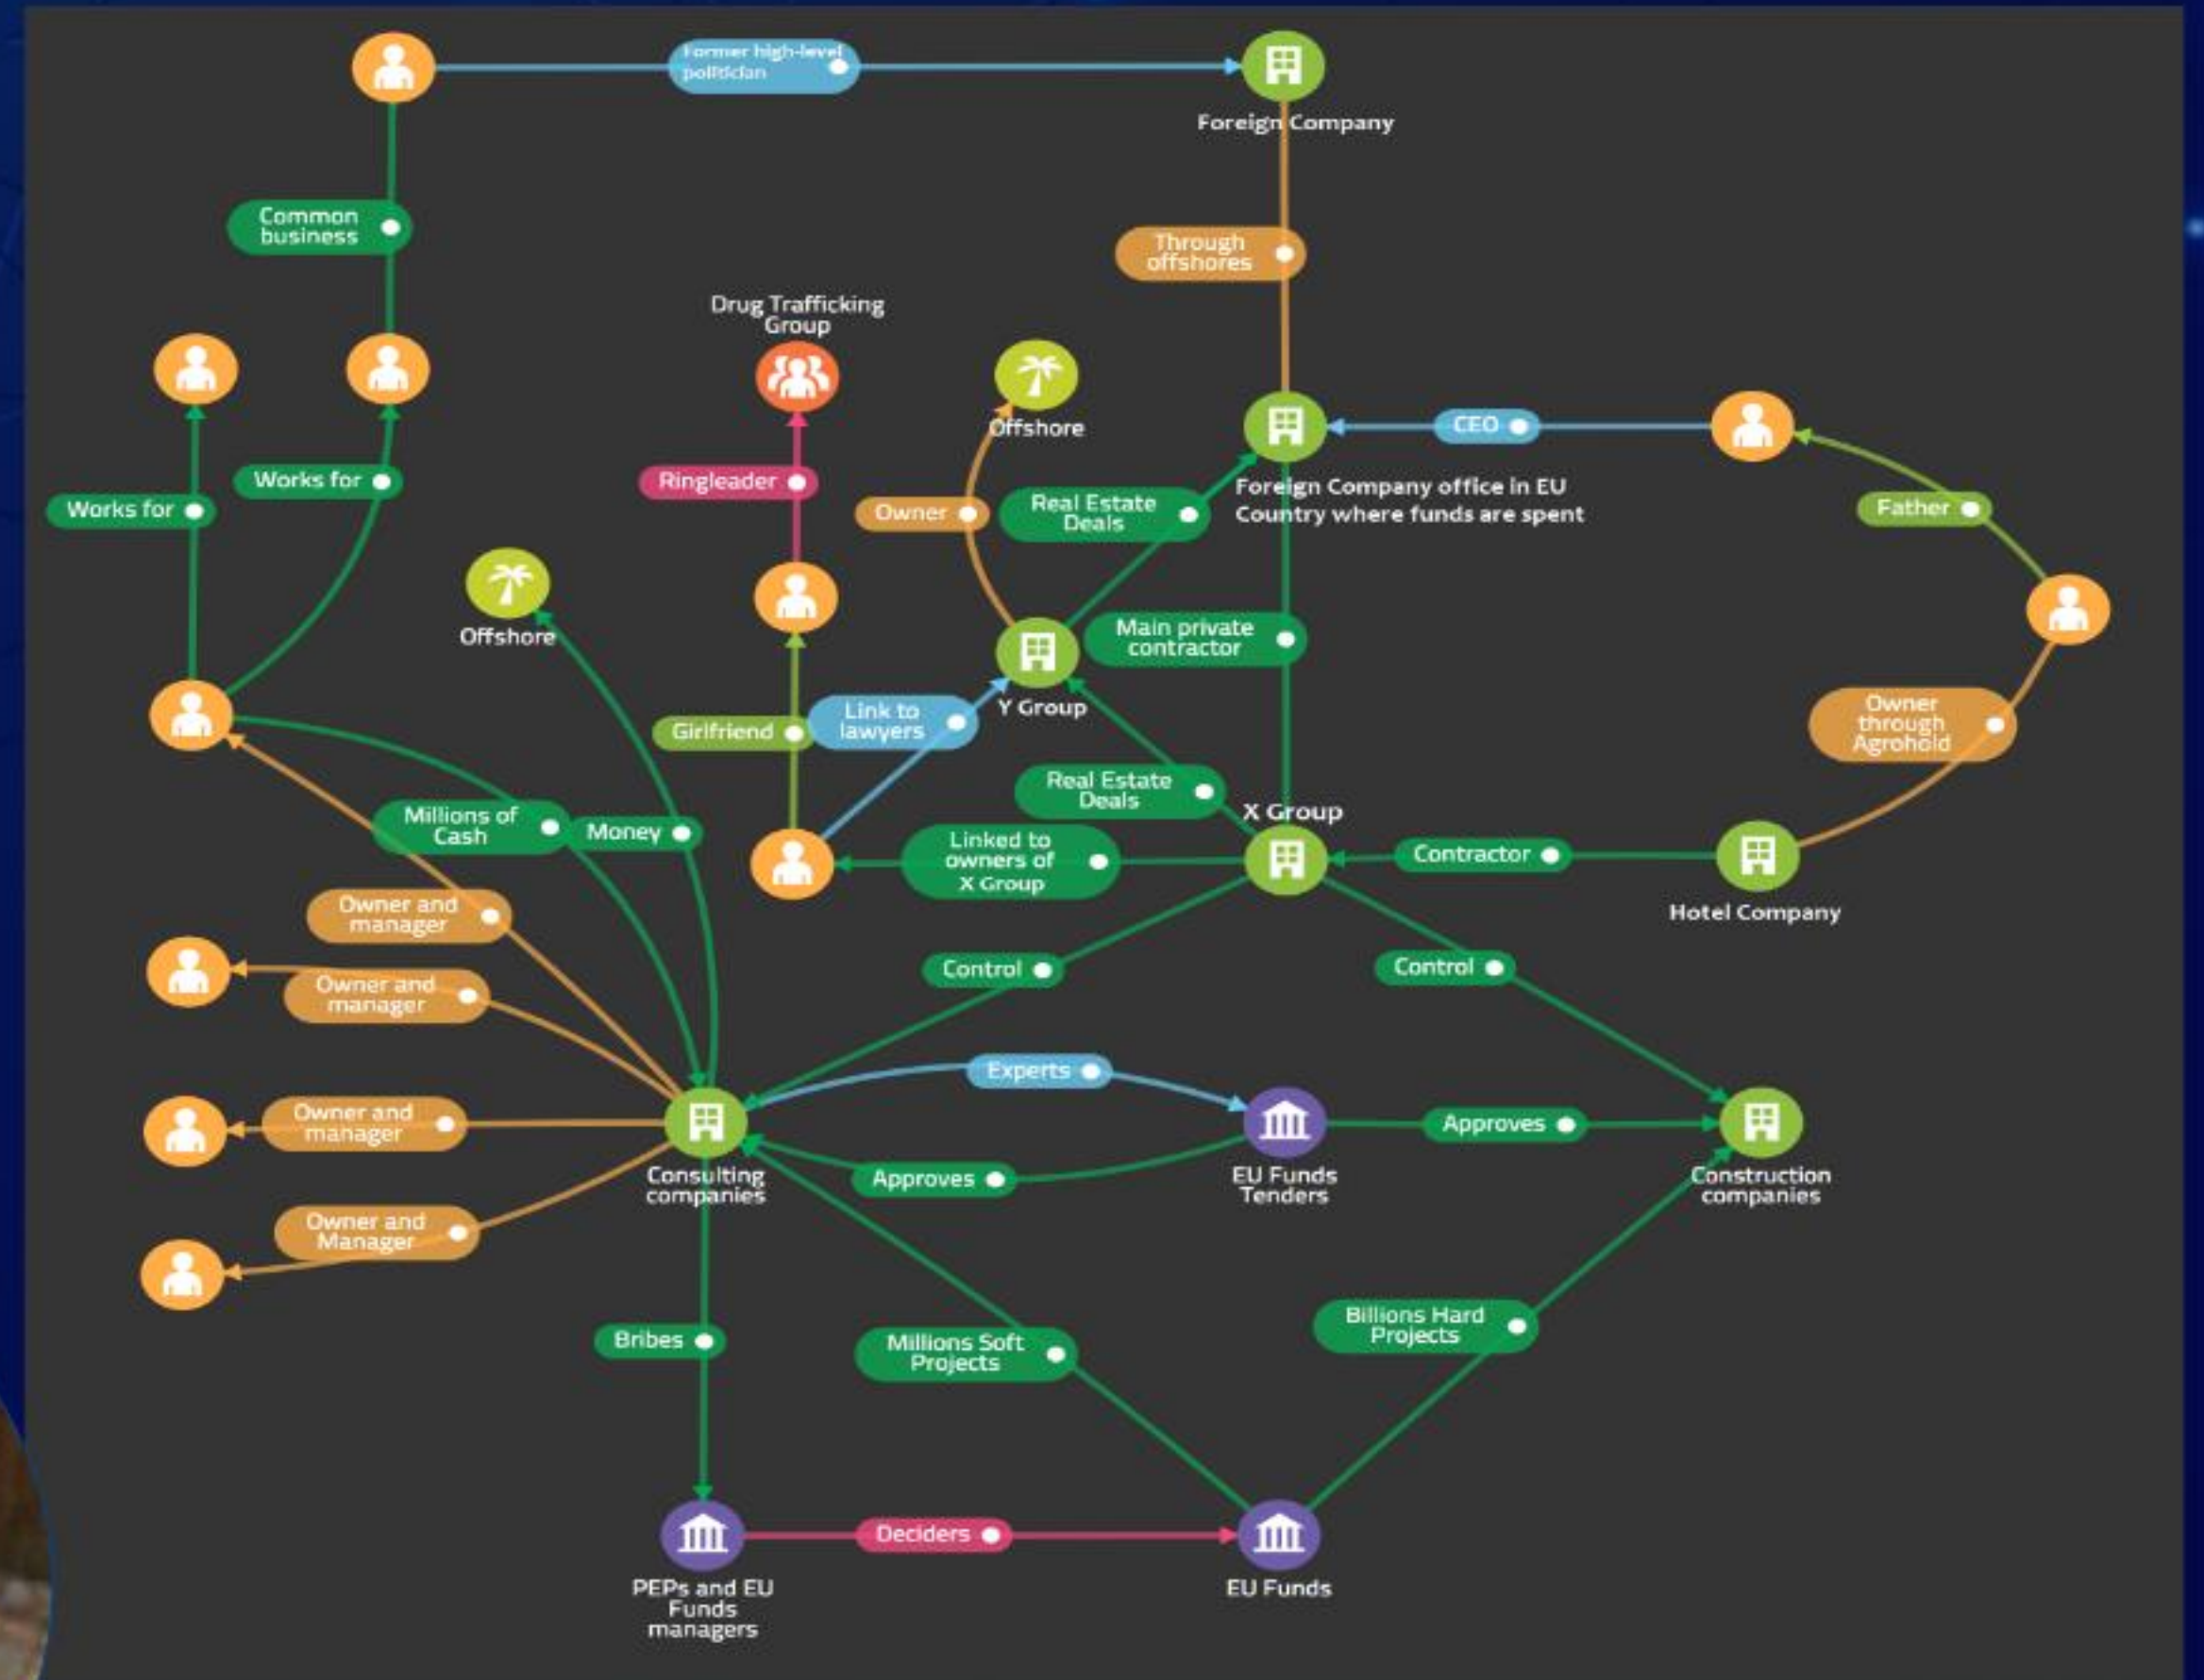 Former high-level
politician
Foreign Company
Common
business
Through
offshores
Drug Trafficking
Group
Offshore
CEO
Ringleader
Works for
Works for
Owner
Real Estate
Deals
Foreign Company office in EU
Country where funds are spent
Father
Offshore
Main private
contractor
Y Group
Link to
lawyers
Girlfriend
Owner
through
Agrohold
Real Estate
Deals
X Group
Millions of
Cash
Money
Linked to
owners of
X Group
Contractor
Hotel Company
Owner and
manager
Control
Control
Owner and
manager
Experts
Owner and
manager
Approves
Consulting
companies
Approves
EU Funds
Tenders
Construction
companies
Owner and
Manager
Bribes
Millions Soft
Projects
Billions Hard
Projects
Deciders
PEPs and EU
Funds
managers
EU Funds